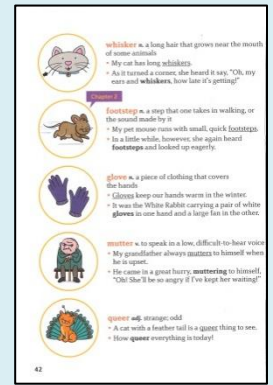 whisker n. a long hair that grows near the mouth
of some animals
• My cat has long whiskers.
• As it turned a corner, she heard it say, "Oh, my
ears and whiskers, how late it's getting!"
Chapter 2
footstep n. a step that one takes in walking, or
the sound made by it
• My pet mouse runs with small, quick footsteps.
• In a little while, however, she again heard
footsteps and looked up eagerly.
glove n. a piece of clothing that covers
the hands
• Gloves keep our hands warm in the winter.
• It was the White Rabbit carrying a pair of white
gloves in one hand and a large fan in the other.
mutter v. to speak in a low, difficult-to-hear voice
• My grandfather always mutters to himself when
he is upset.
• He came in a great hurry, muttering to himself,
"Oh! She'll be so angry if I've kept her waiting!"
queer adj. strange; odd
• A cat with a feather tail is a queer thing to see.
• How queer everything is today!
42